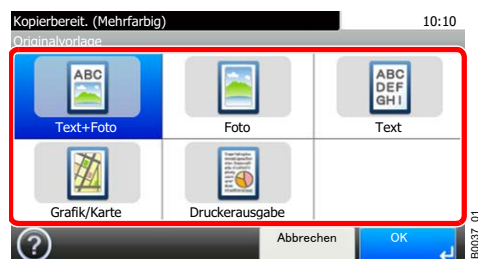 Kopierbereit. (Mehrfarbig) 10:10
Originalvorlage
ABC
ABC
DEF
GHI
Text+Foto Foto Text
Grafik/Karte Druckerausgabe
Abbrechen OK
B0037_01